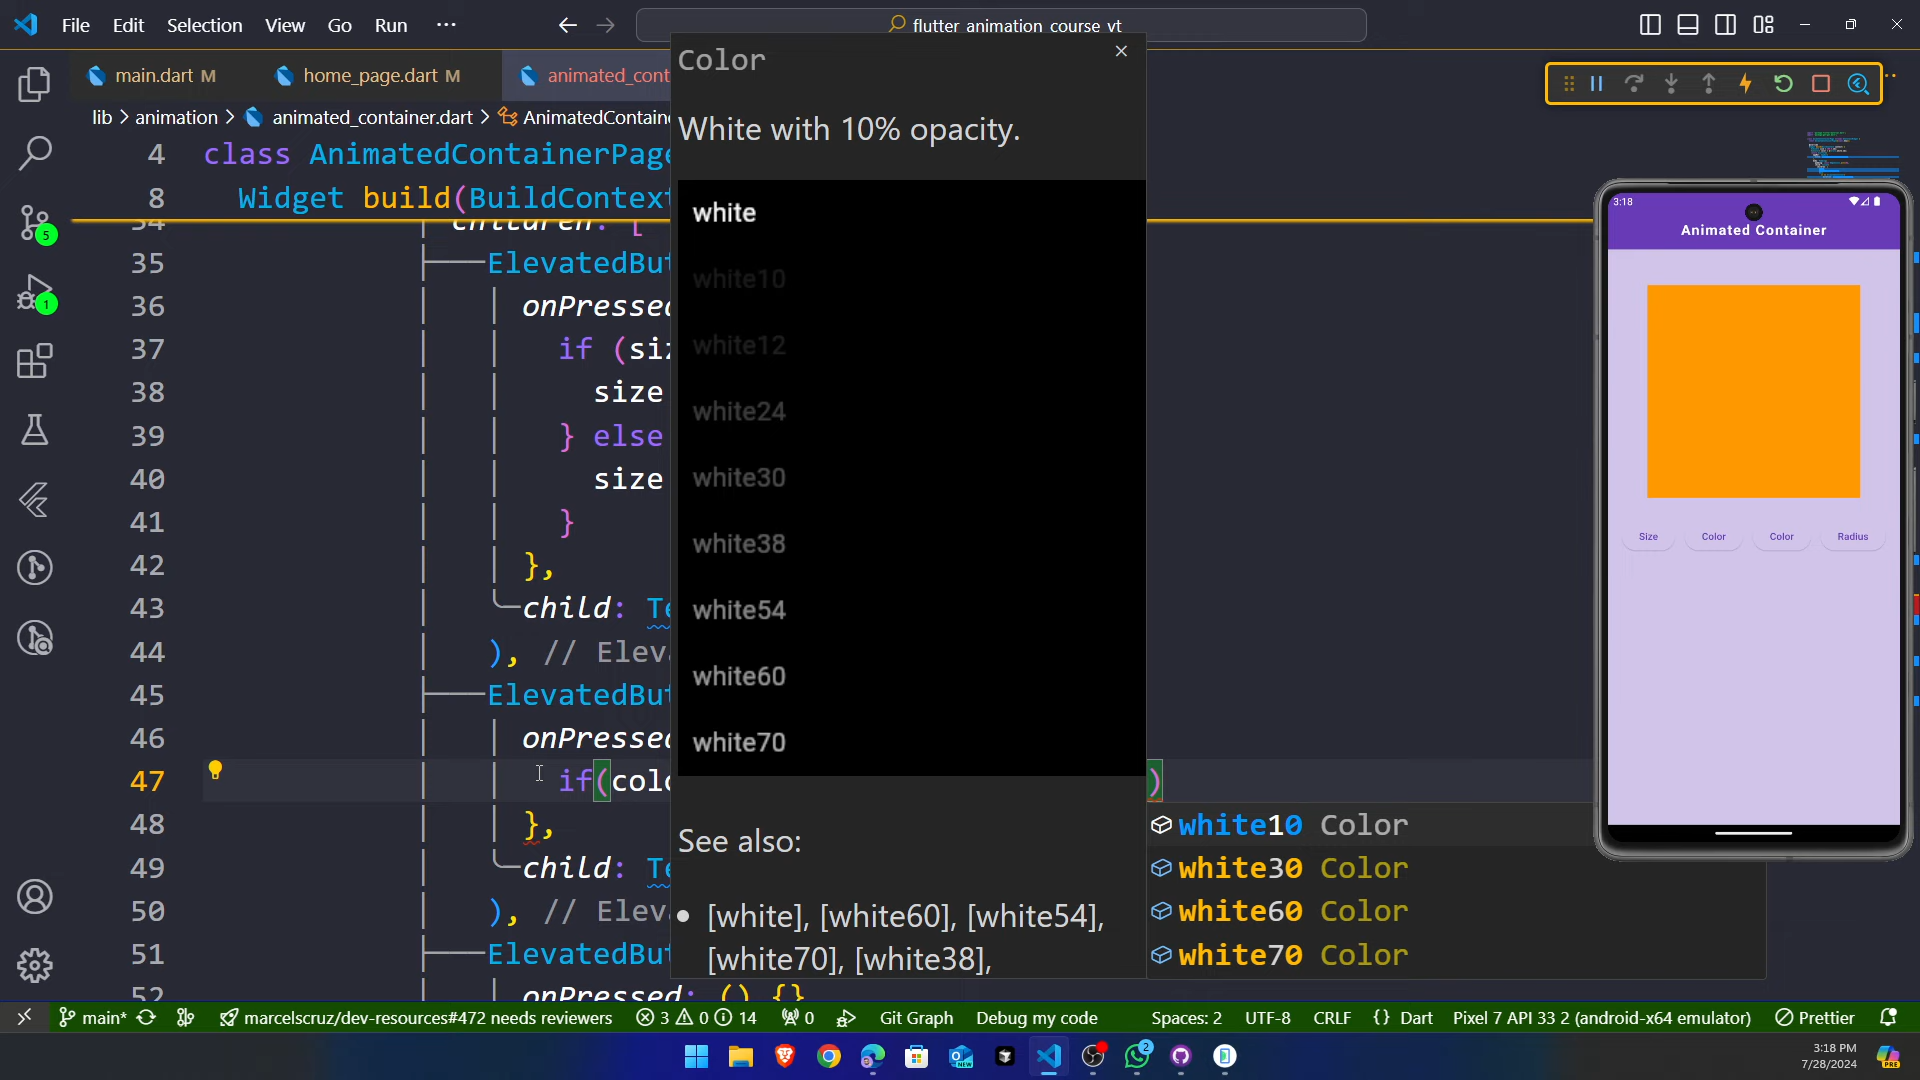 File Edit Selection View Go Run ···
flutter_animation_course_yt
main.dart M
home_page.dart M
animated_cont
lib > animation > animated_container.dart > AnimatedContain
4 class AnimatedContainerPage
8 Widget build(BuildContext
34 children: [
35 ElevatedBut
36 onPressed
37 if (siz
38 size
39 } else
40 size
41 }
42 },
43 child: Te
44 ), // Elev
45 ElevatedBut
46 onPressed
47 if(colo )
48 },
49 child: Te
50 ), // Elev
51 ElevatedBut
52 onPressed: () {}
Color
White with 10% opacity.
white
white10
white12
white24
white30
white38
white54
white60
white70
See also:
• [white], [white60], [white54],
[white70], [white38],
white10 Color
white30 Color
white60 Color
white70 Color
3:18
Animated Container
Size Color Color Radius
5
1
main* marcelscruz/dev-resources#472 needs reviewers 3 0 14 0 Git Graph Debug my code Spaces: 2 UTF-8 CRLF {} Dart Pixel 7 API 33 2 (android-x64 emulator) Prettier
NEW
2
3:18 PM
7/28/2024
PRE